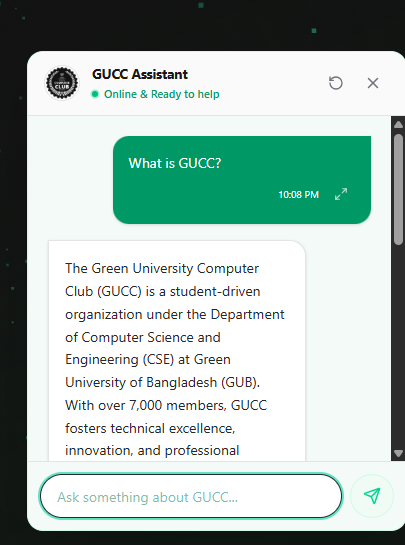 GUCC Assistant
Online & Ready to help
What is GUCC?
10:08 PM
The Green University Computer
Club (GUCC) is a student-driven
organization under the Department
of Computer Science and
Engineering (CSE) at Green
University of Bangladesh (GUB).
With over 7,000 members, GUCC
fosters technical excellence,
innovation, and professional
Ask something about GUCC...